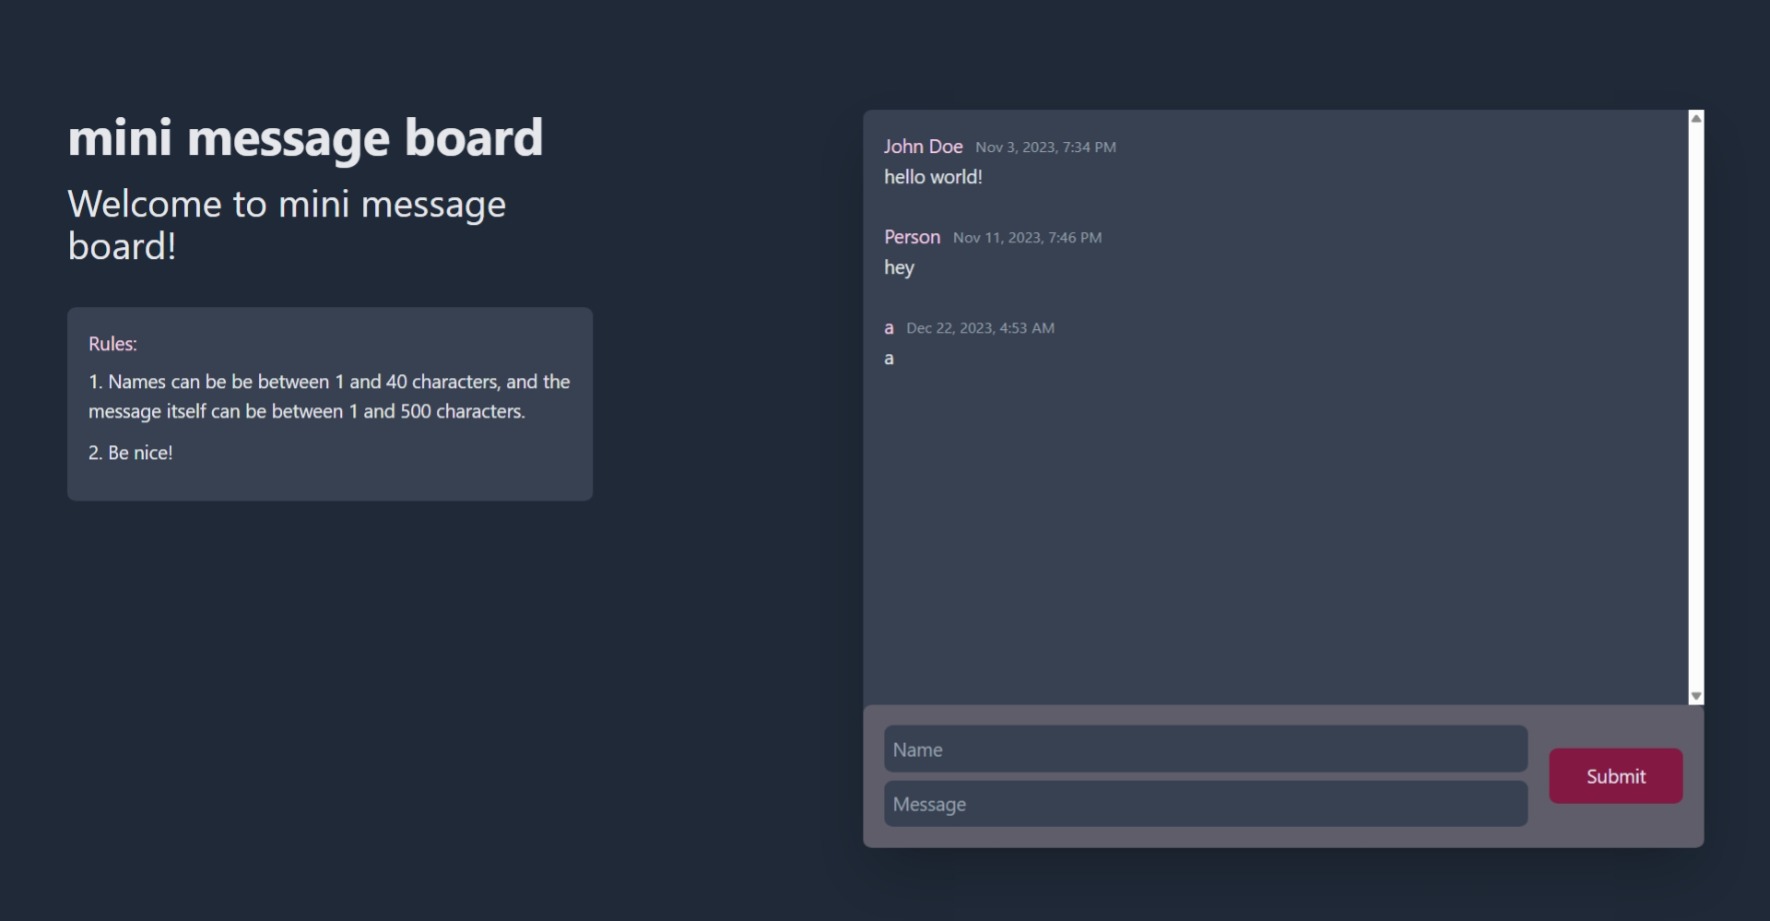 mini message board
Welcome to mini message
board!
Rules:
1. Names can be be between 1 and 40 characters, and the
message itself can be between 1 and 500 characters.
2. Be nice!
John Doe Nov 3, 2023, 7:34 PM
hello world!
Person Nov 11, 2023, 7:46 PM
hey
a Dec 22, 2023, 4:53 AM
a
Name
Message
Submit